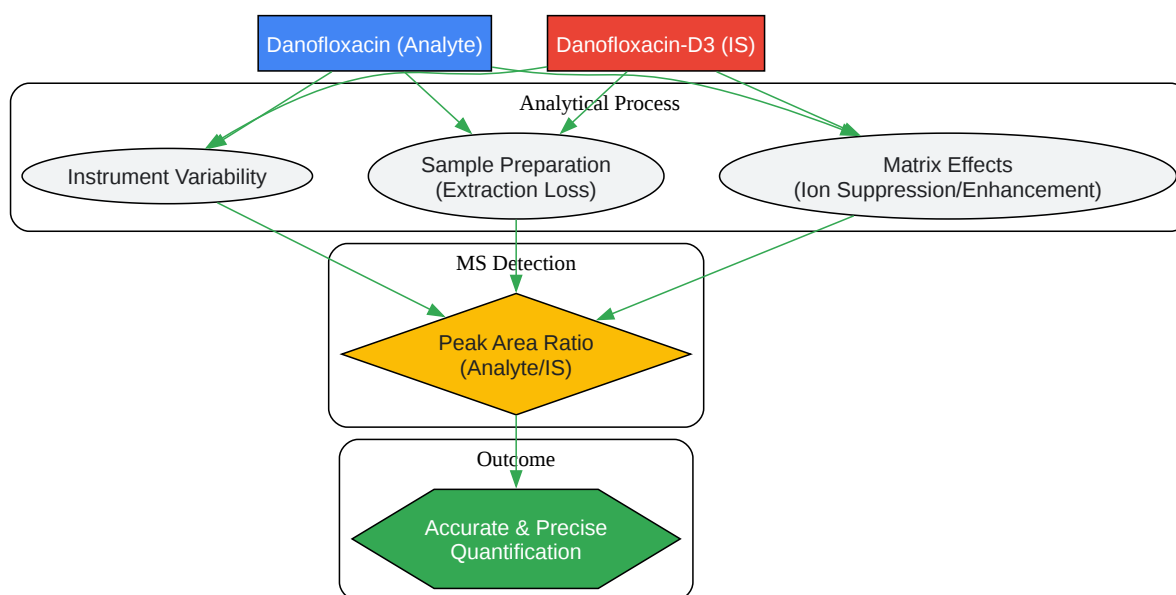 Danofloxacin (Analyte)
Danofloxacin-D3 (IS)
Analytical Process
Instrument Variability
Sample Preparation
(Extraction Loss)
Matrix Effects
(Ion Suppression/Enhancement)
MS Detection
Peak Area Ratio
(Analyte/IS)
Outcome
Accurate & Precise
Quantification